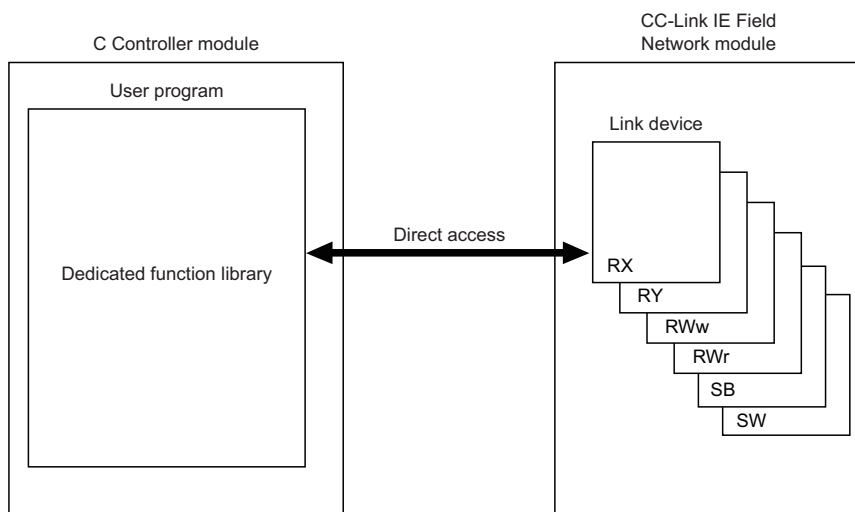 C Controller module
CC-Link IE Field
Network module
User program
Link device
Direct access
Dedicated function library
RX
RY
RWw
RWr
SB
SW